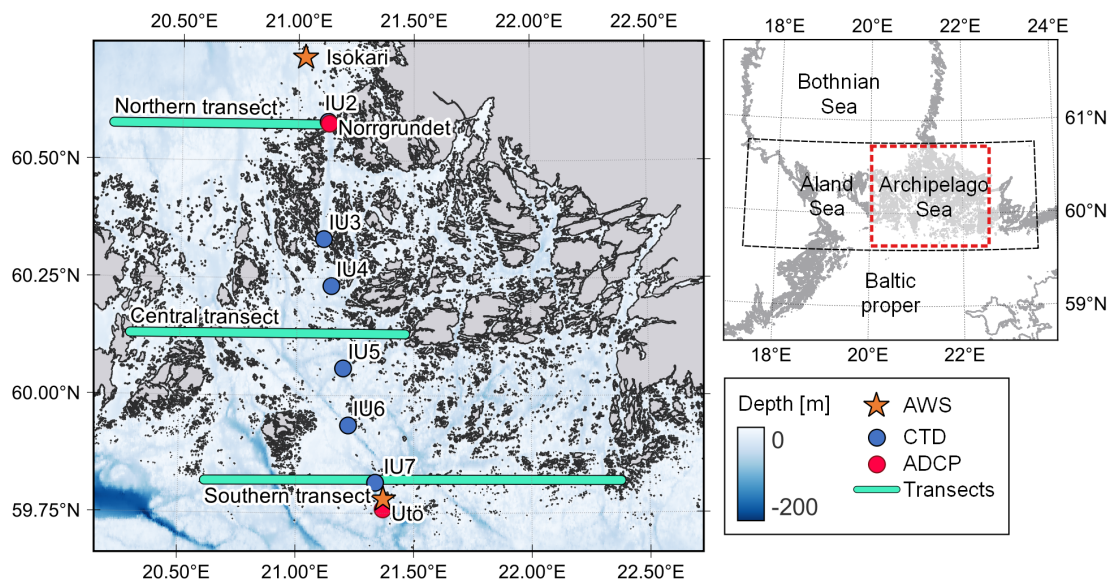 20.50°E 21.00°E 21.50°E 22.00°E 22.50°E
Isokari
IU2
Northern transect
Norrgrundet
60.50°N
IU3
IU4
60.25°N
Central transect
IU5
60.00°N
IU6
IU7
Southern transect
59.75°N
Utö
20.50°E 21.00°E 21.50°E 22.00°E 22.50°E
18°E 20°E 22°E 24°E
Bothnian
Sea
61°N
Aland
Sea
Archipelago
Sea
60°N
Baltic
proper
59°N
18°E 20°E 22°E
Depth [m]
0
-200
AWS
CTD
ADCP
Transects